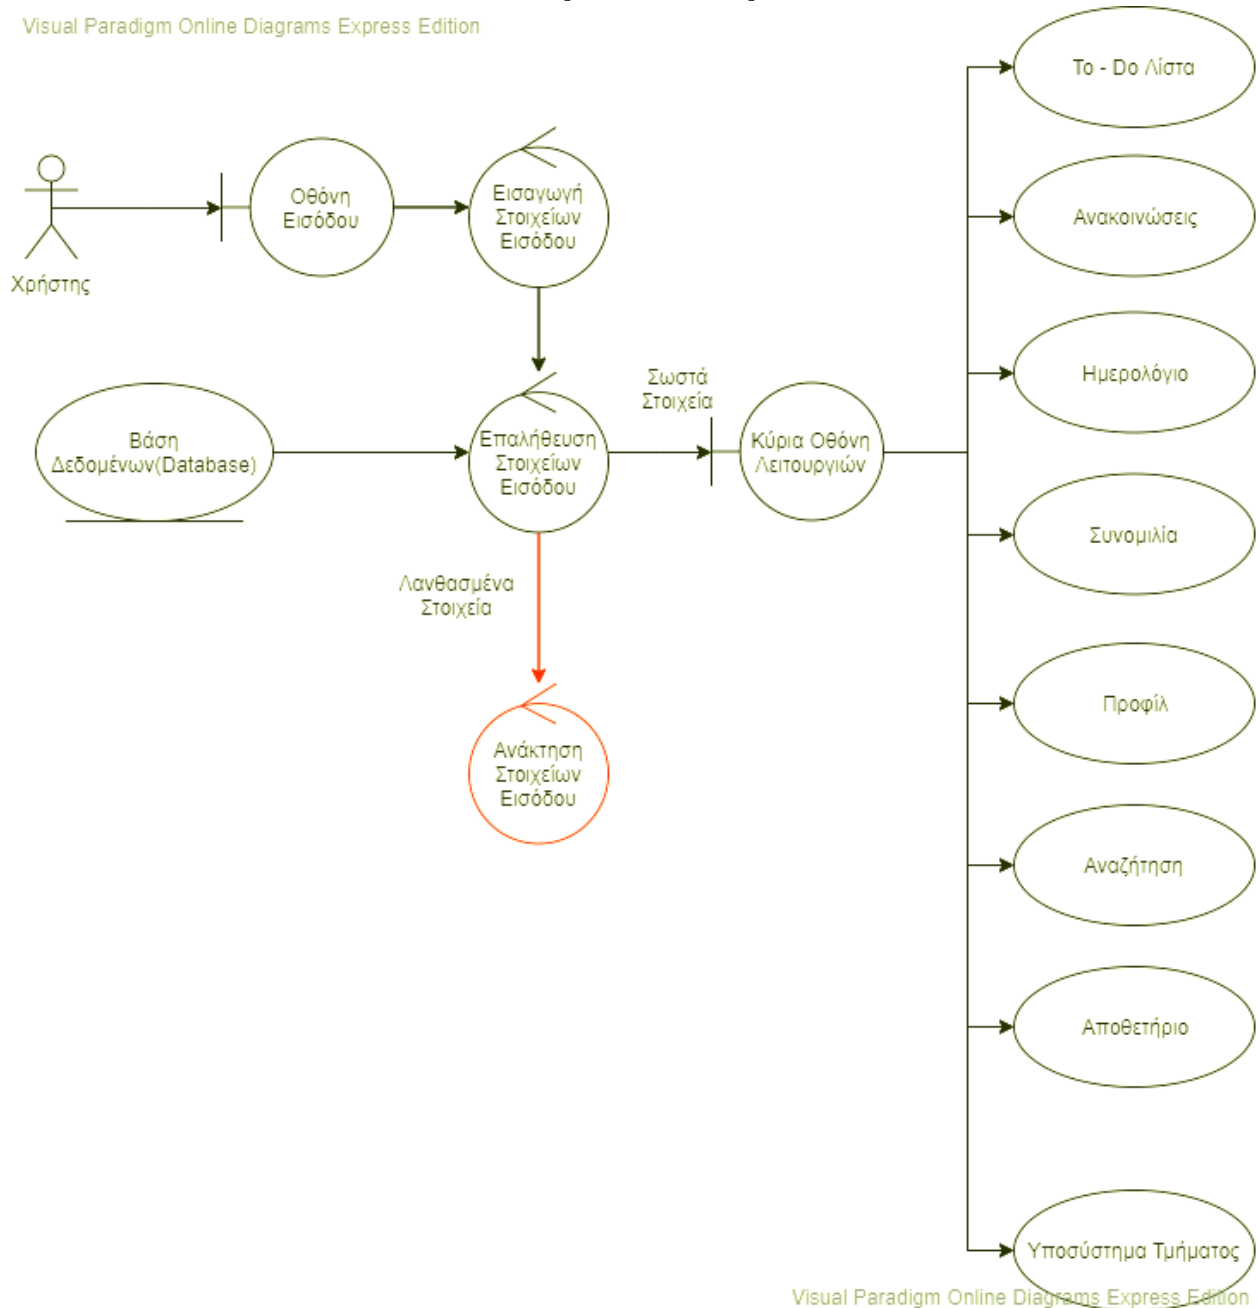 Visual Paradigm Online Diagrams Express Edition
To - Do Λίστα
Οθόνη
Εισόδου
Εισαγωγή
Στοιχείων
Εισόδου
Ανακοινώσεις
Χρήστης
Ημερολόγιο
Σωστά
Στοιχεία
Βάση
Δεδομένων(Database)
Επαλήθευση
Στοιχείων
Εισόδου
Κύρια Οθόνη
Λειτουργιών
Συνομιλία
Λανθασμένα
Στοιχεία
Προφίλ
Ανάκτηση
Στοιχείων
Εισόδου
Αναζήτηση
Αποθετήριο
Υποσύστημα Τμήματος
Visual Paradigm Online Diagrams Express Edition